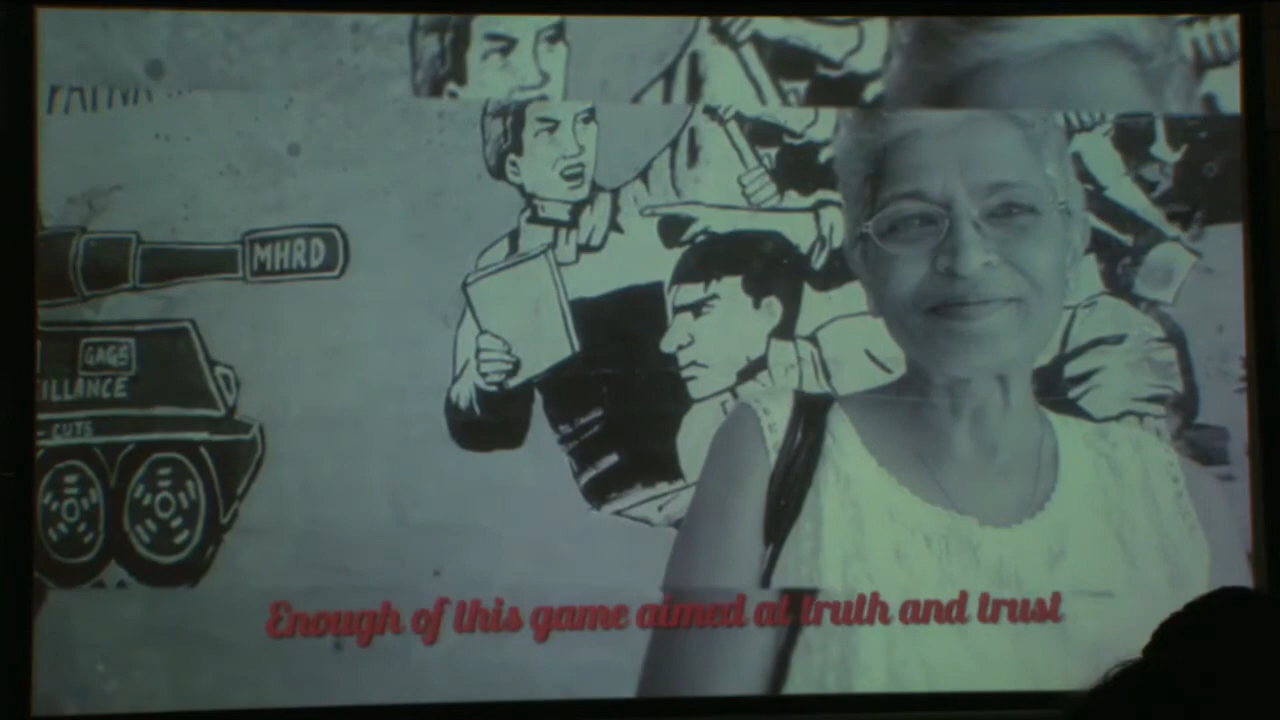 MHRD
GAGS
ILLANCE
CUTS
Enough of this game aimed at truth and trust